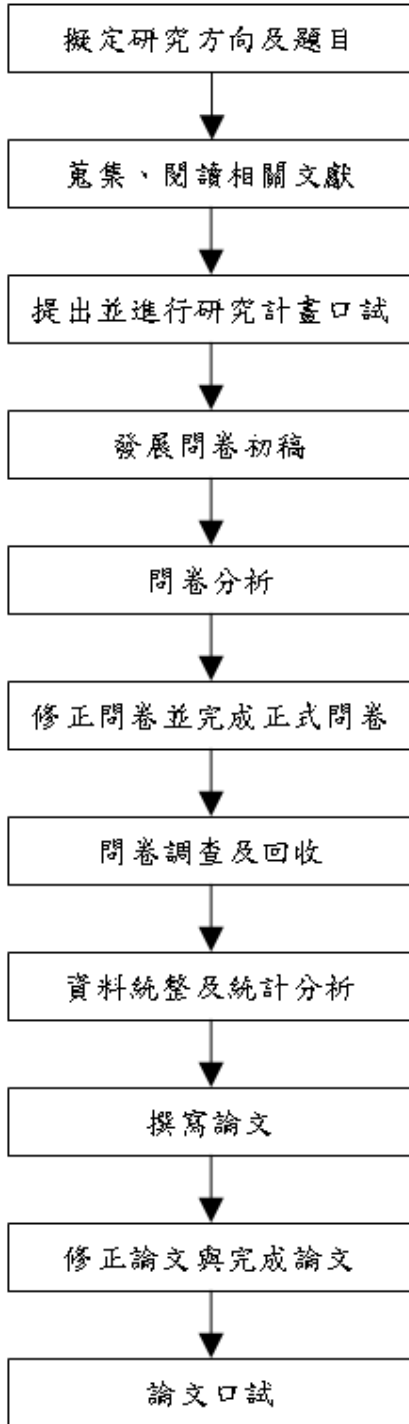 擬定研究方向及題目
蒐集、閱讀相關文獻
提出並進行研究計畫口試
發展問卷初稿
問卷分析
修正問卷並完成正式問卷
問卷調查及回收
資料統整及統計分析
撰寫論文
修正論文與完成論文
論文口試